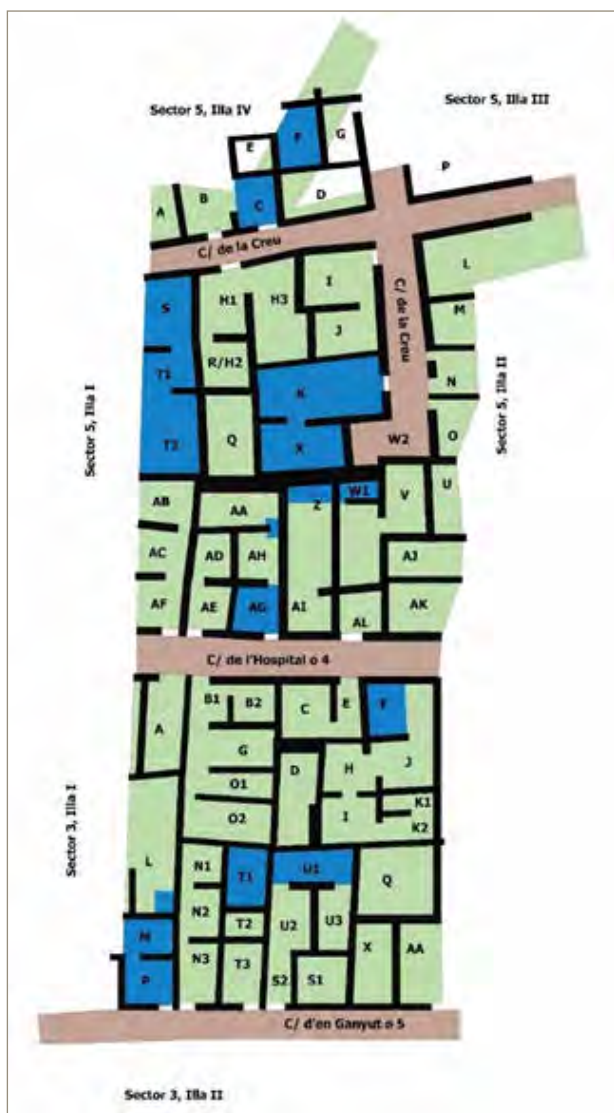 Sector 5, Illa IV
Sector 5, Illa III
E
F
G
P
A
B
C
D
C/ de la Creu
L
S
H1
H3
I
M
C/ de la Creu
J
T1
R/H2
K
N
Sector 5, Illa I
Sector 5, Illa II
T2
Q
X
W2
O
AB
AA
Z
W1
V
U
AC
AD
AH
AJ
AF
AE
AG
AI
AL
AK
C/ de l'Hospital o 4
A
B1
B2
C
E
F
G
D
H
J
O1
K1
O2
I
K2
Sector 3, Illa I
L
N1
T1
U1
Q
N2
T2
U2
U3
M
X
AA
P
N3
T3
S2
S1
C/ d'en Ganyut o 5
Sector 3, Illa II